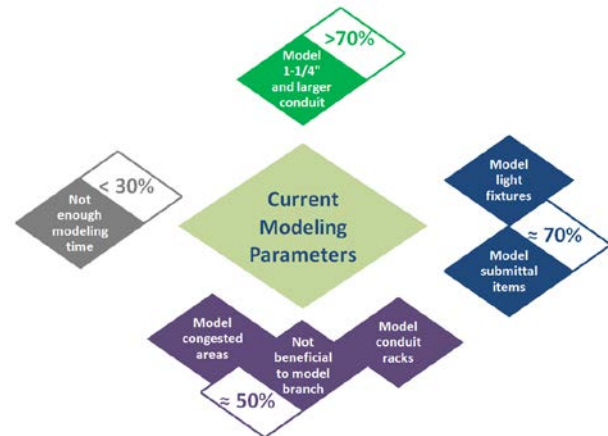 >70%
Model
1-1/4"
and larger
conduit
< 30%
Not
enough
modeling
time
Current
Modeling
Parameters
Model
light
fixtures
≈ 70%
Model
submittal
items
Model
congested
areas
Not
beneficial
to model
branch
Model
conduit
racks
≈ 50%